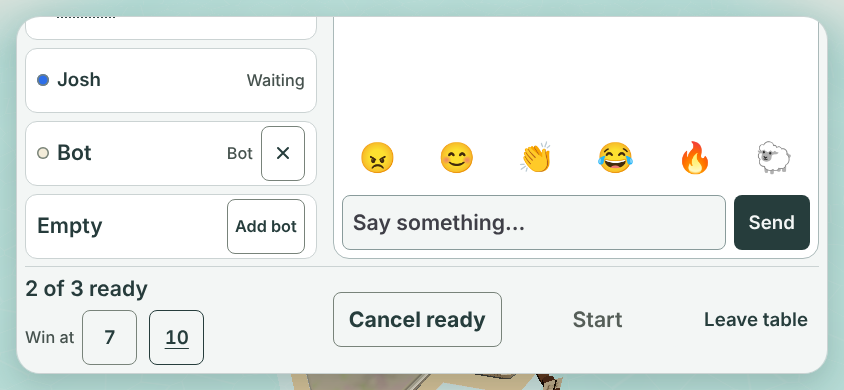 Josh
Waiting
Bot
Bot
Empty
Add bot
😠 😊 👏 😂 🔥 🐑
Say something...
Send
2 of 3 ready
Win at
7
10
Cancel ready
Start
Leave table